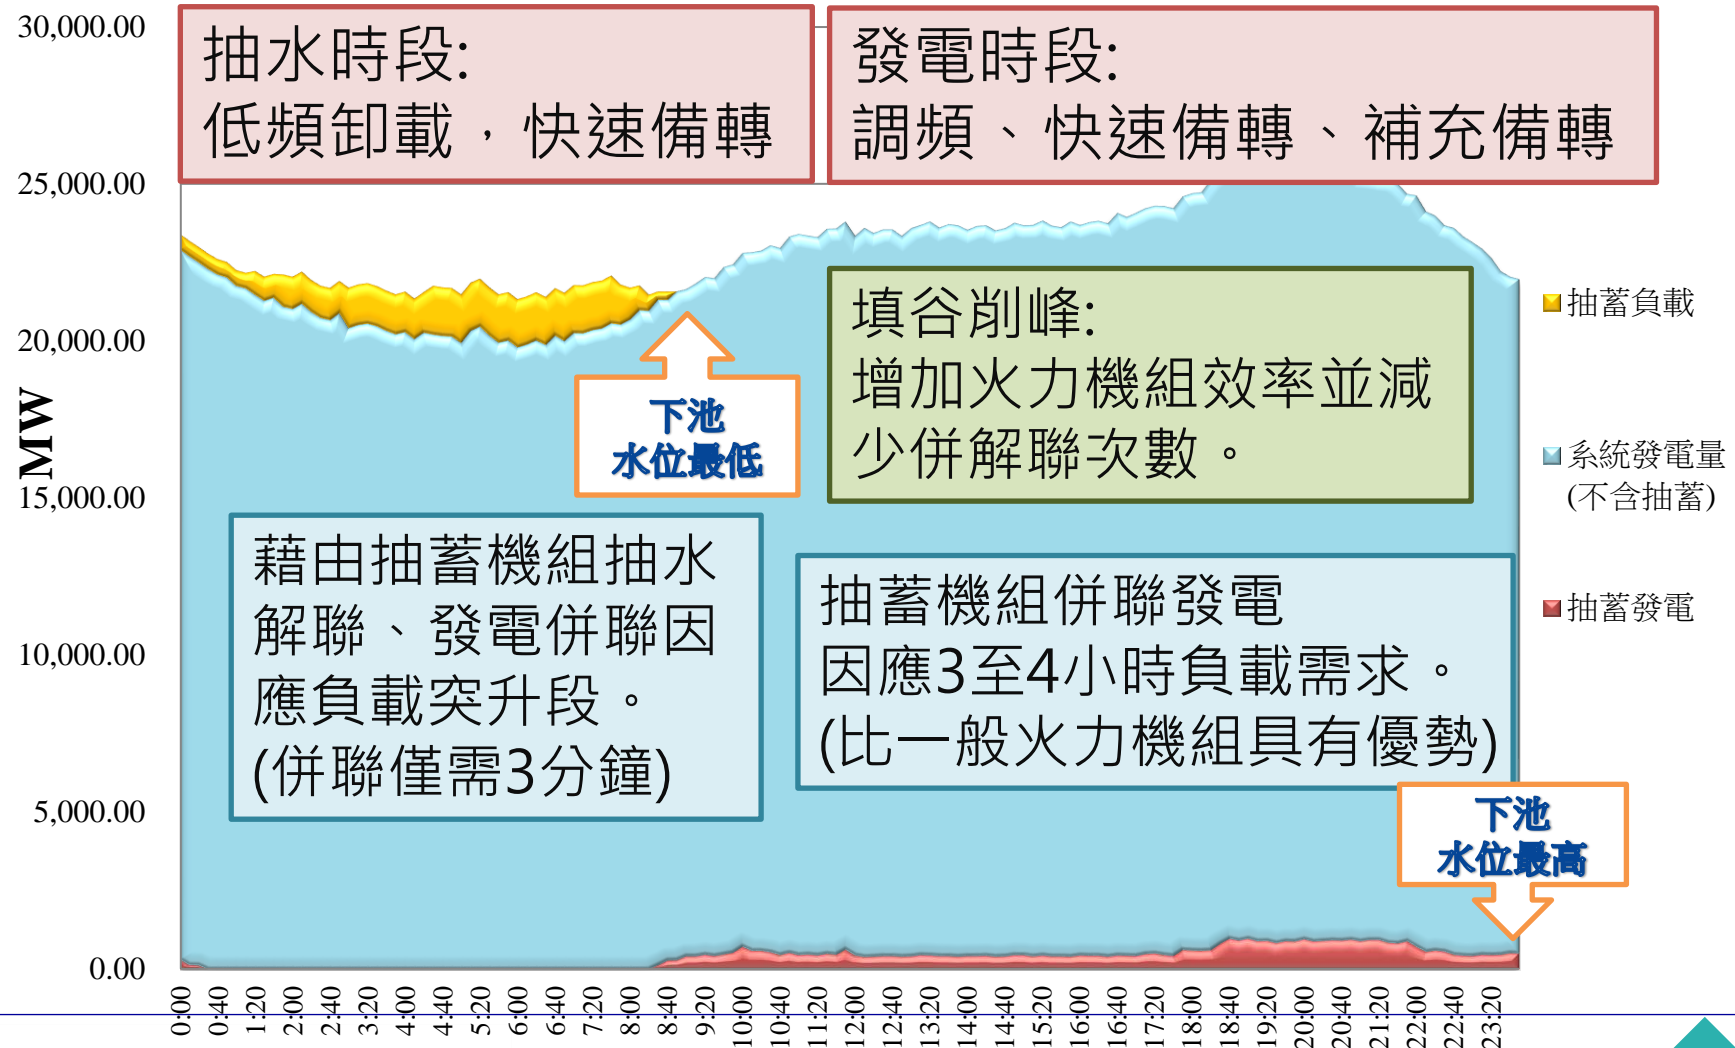 30,000.00
25,000.00
20,000.00
15,000.00
10,000.00
5,000.00
0.00
MW
抽水時段:
低頻卸載，快速備轉
發電時段:
調頻、快速備轉、補充備轉
填谷削峰:
增加火力機組效率並減
少併解聯次數。
下池
水位最低
藉由抽蓄機組抽水
解聯、發電併聯因
應負載突升段。
(併聯僅需3分鐘)
抽蓄機組併聯發電
因應3至4小時負載需求。
(比一般火力機組具有優勢)
下池
水位最高
抽蓄負載
系統發電量
(不含抽蓄)
抽蓄發電
0:00
0:40
1:20
2:00
2:40
3:20
4:00
4:40
5:20
6:00
6:40
7:20
8:00
8:40
9:20
10:00
10:40
11:20
12:00
12:40
13:20
14:00
14:40
15:20
16:00
16:40
17:20
18:00
18:40
19:20
20:00
20:40
21:20
22:00
22:40
23:20